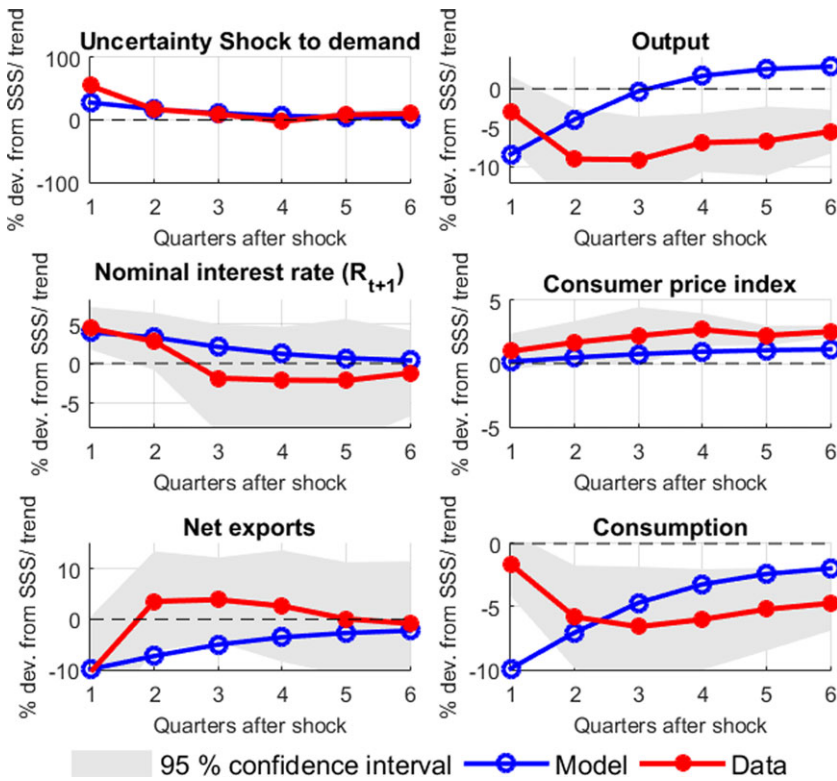 Uncertainty Shock to demand
% dev. from SSS/ trend
100
0
-100
1 2 3 4 5 6
Quarters after shock
Output
% dev. from SSS/ trend
0
-5
-10
1 2 3 4 5 6
Quarters after shock
Nominal interest rate (R_{t+1})
% dev. from SSS/ trend
5
0
-5
1 2 3 4 5 6
Quarters after shock
Consumer price index
% dev. from SSS/ trend
5
0
-5
1 2 3 4 5 6
Quarters after shock
Net exports
% dev. from SSS/ trend
10
0
-10
1 2 3 4 5 6
Quarters after shock
Consumption
% dev. from SSS/ trend
0
-5
-10
1 2 3 4 5 6
Quarters after shock
95 % confidence interval Model Data